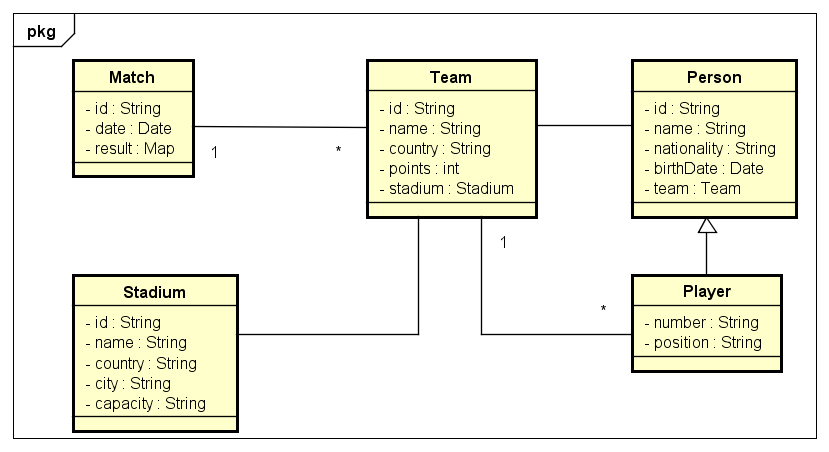 pkg
Match
- id : String
- date : Date
- result : Map
Team
- id : String
- name : String
- country : String
- points : int
- stadium : Stadium
Person
- id : String
- name : String
- nationality : String
- birthDate : Date
- team : Team
1
*
1
*
Stadium
- id : String
- name : String
- country : String
- city : String
- capacity : String
Player
- number : String
- position : String